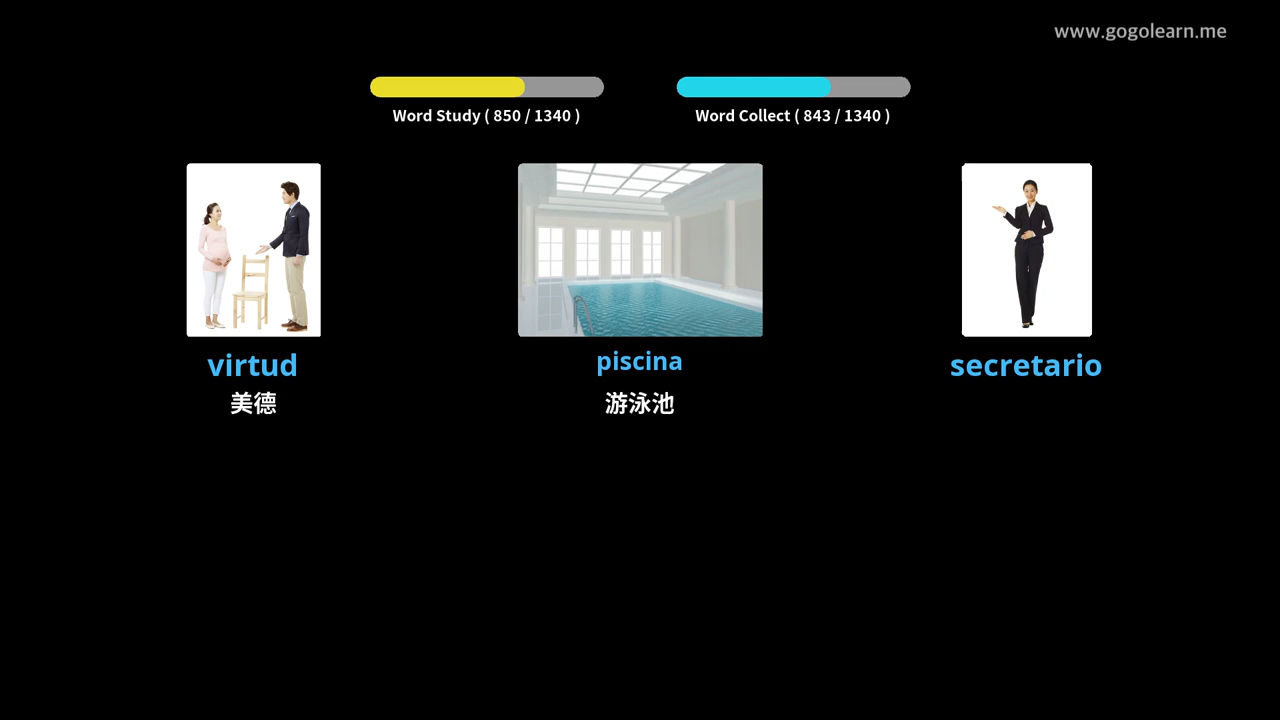 www.gogolearn.me
Word Study ( 850 / 1340 )
Word Collect ( 843 / 1340 )
virtud
美德
piscina
游泳池
secretario